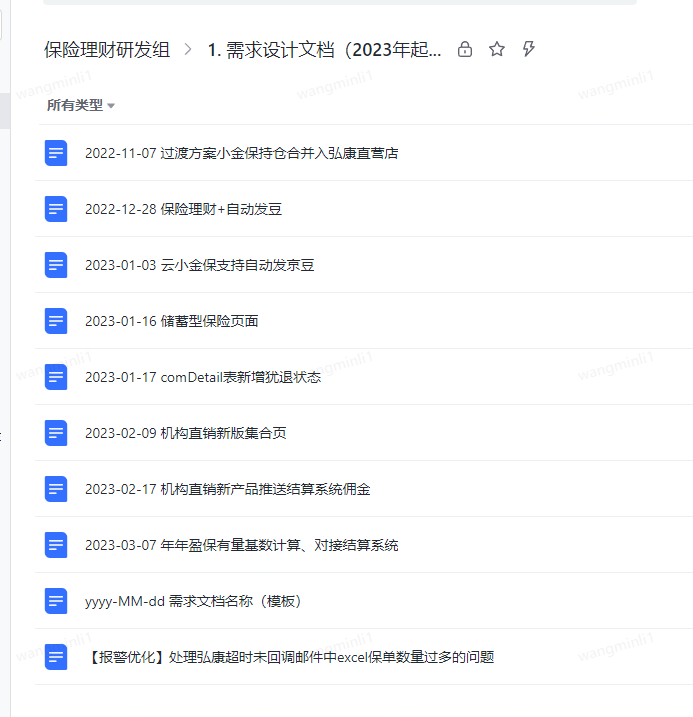 保险理财研发组 > 1. 需求设计文档（2023年起...
所有类型
2022-11-07 过渡方案小金保持仓合并入弘康直营店
2022-12-28 保险理财+自动发豆
2023-01-03 云小金保支持自动发京豆
2023-01-16 储蓄型保险页面
2023-01-17 comDetail表新增犹退状态
2023-02-09 机构直销新版集合页
2023-02-17 机构直销新产品推送结算系统佣金
2023-03-07 年年盈保有量基数计算、对接结算系统
yyyy-MM-dd 需求文档名称（模板）
【报警优化】处理弘康超时未回调邮件中excel保单数量过多的问题
wangminli1
wangminli1
wangminli1
wangminli1
wangminli1
wangminli1
wangminli1
wangminli1
wangminli1